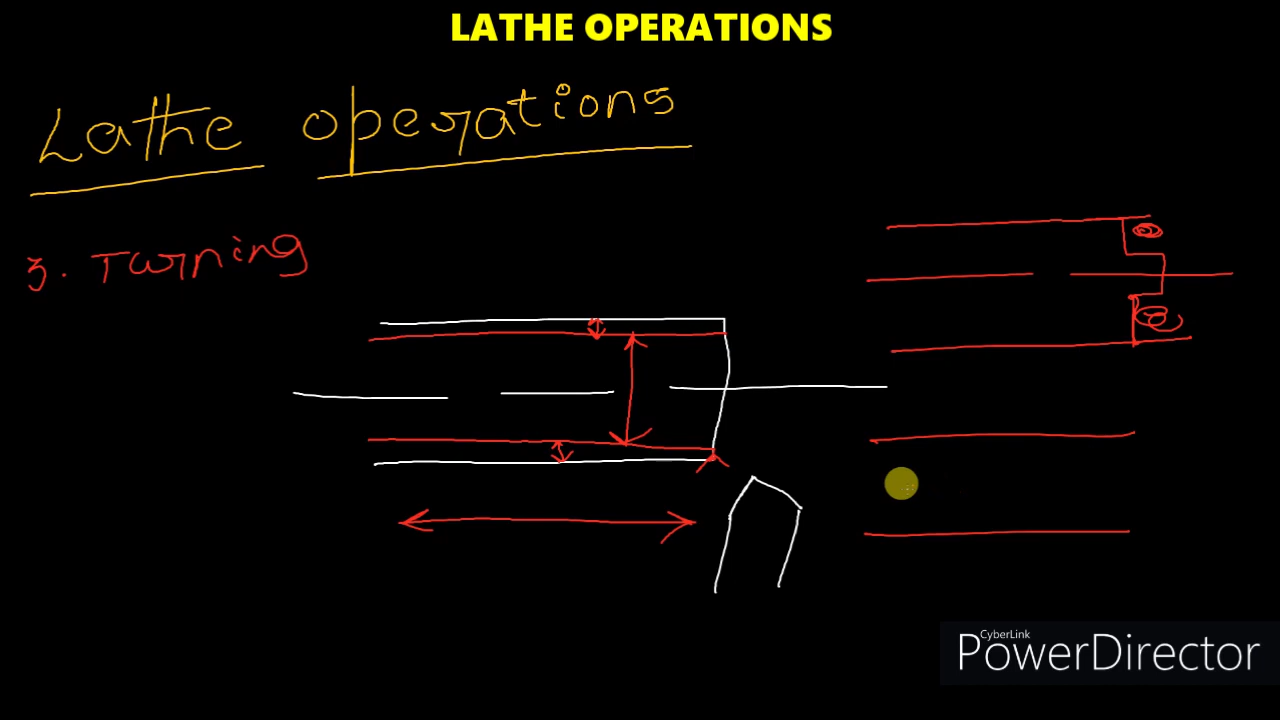 LATHE OPERATIONS
Lathe operations
3. Turning
CyberLink
PowerDirector